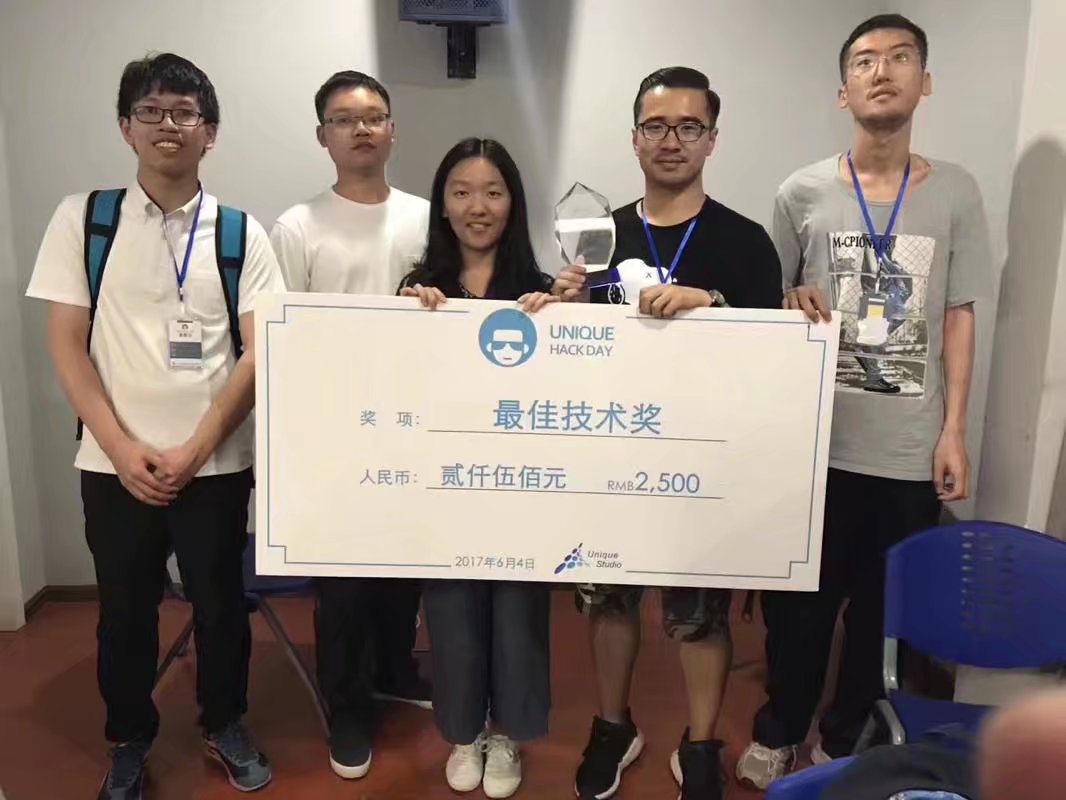 UNIQUE
HACK DAY
奖 项： 最佳技术奖
人民币： 贰仟伍佰元 RMB2,500
2017年6月4日
Unique
Studio
M-CPIONEER
X